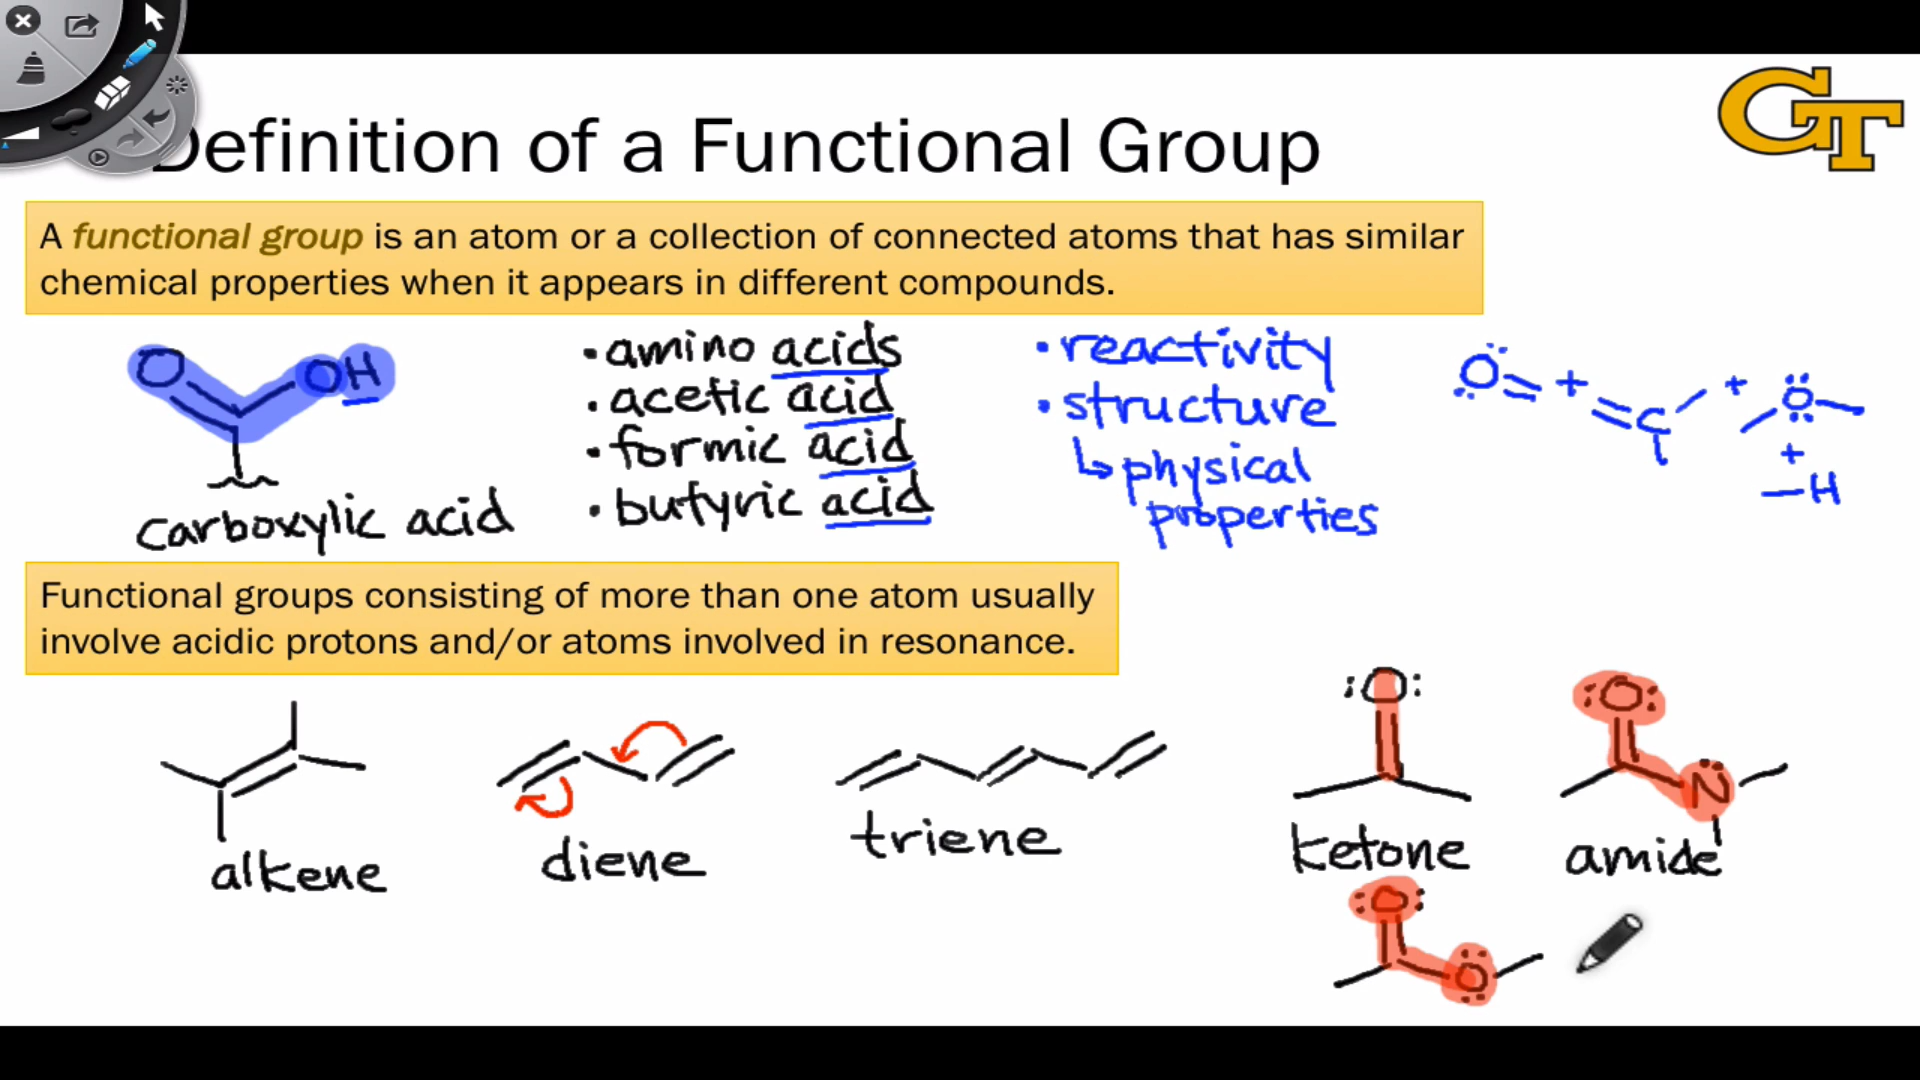 Definition of a Functional Group
GT
A functional group is an atom or a collection of connected atoms that has similar
chemical properties when it appears in different compounds.
O OH
carboxylic acid
• amino acids
• acetic acid
• formic acid
• butyric acid
• reactivity
• structure
↳ physical
properties
O + C + O
+
H
Functional groups consisting of more than one atom usually
involve acidic protons and/or atoms involved in resonance.
alkene
diene
triene
:O:
ketone
:O: N
amide
:O: O